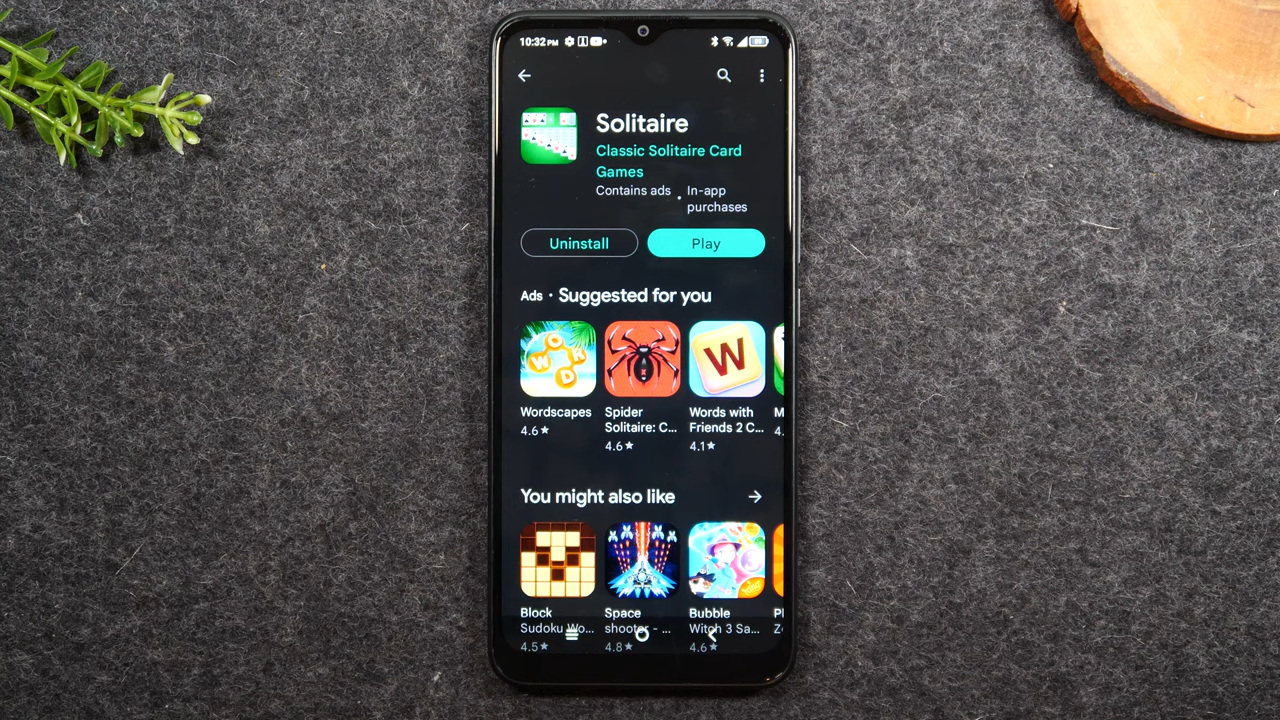 10:32 PM
Solitaire
Classic Solitaire Card
Games
Contains ads • In-app
purchases
Uninstall
Play
Ads • Suggested for you
W O R D
W
Wordscapes
Spider
Solitaire: C...
Words with
Friends 2 C...
M
4.6★
4.6★
4.1★
4.
You might also like
Block
Sudoku Wo...
Space
shooter - ...
Bubble
Witch 3 Sa...
Pl
Z
4.5★
4.8★
4.6★